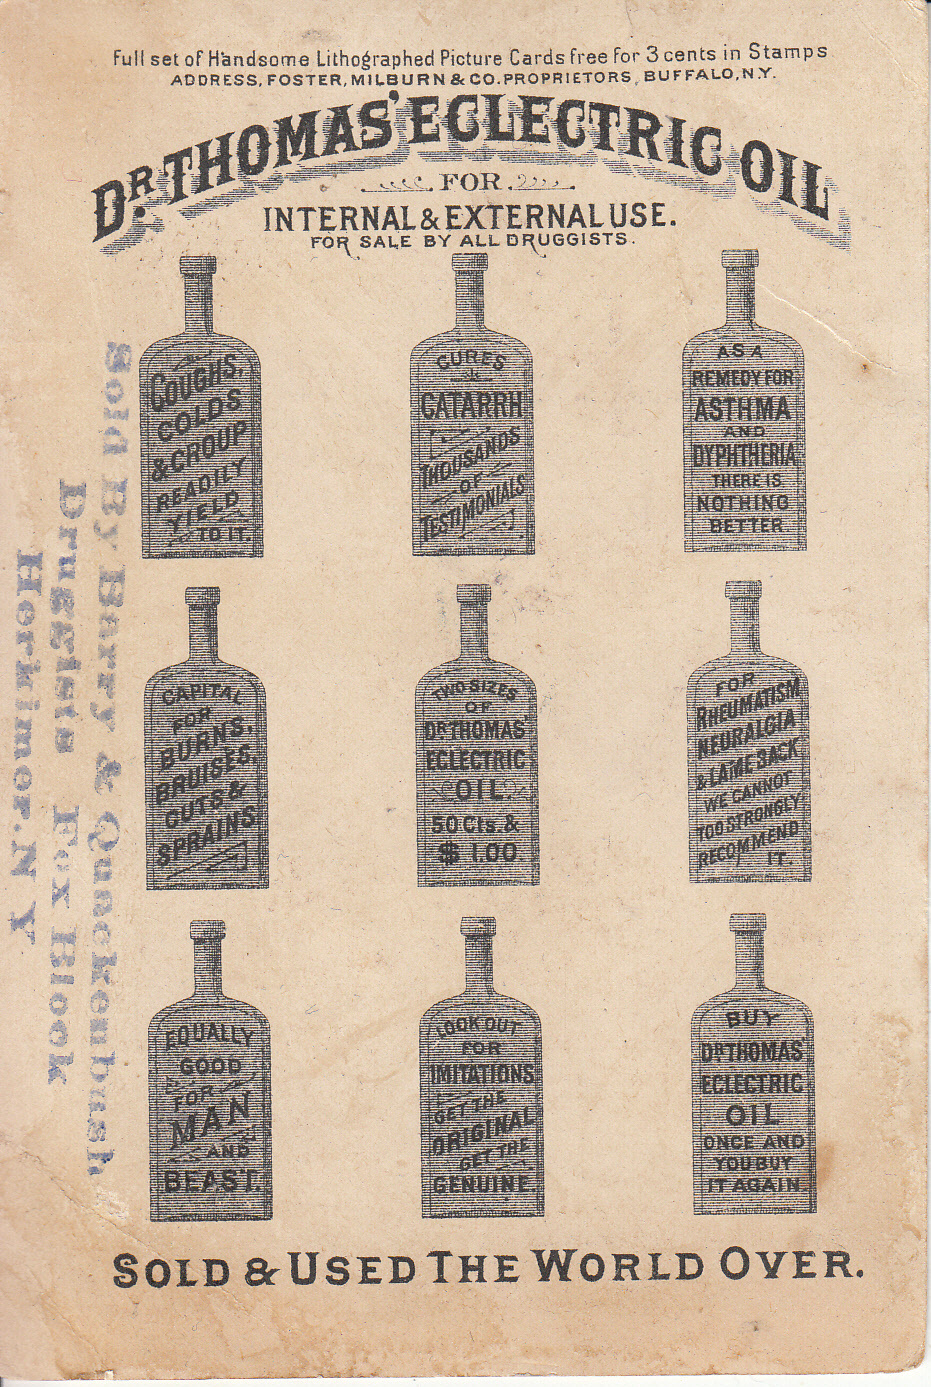 Full set of Handsome Lithographed Picture Cards free for 3 cents in Stamps
ADDRESS, FOSTER, MILBURN & CO. PROPRIETORS, BUFFALO, N.Y.
DR. THOMAS' ECLECTRIC OIL
FOR
INTERNAL & EXTERNAL USE.
FOR SALE BY ALL DRUGGISTS.
COUGHS,
COLDS
& CROUP
READILY
YIELD
TO IT.
CURES
CATARRH
THOUSANDS
OF
TESTIMONIALS.
AS A
REMEDY FOR
ASTHMA
AND
DYPHTHERIA
THERE IS
NOTHING
BETTER
CAPITAL
FOR
BURNS,
BRUISES,
CUTS &
SPRAINS
TWO SIZES
OF
DR. THOMAS'
ECLECTRIC
OIL.
50 Cts. &
$ 1.00.
FOR
RHEUMATISM
NEURALGIA
& LAME BACK
WE CANNOT
TOO STRONGLY
RECOMMEND
IT.
EQUALLY
GOOD
FOR
MAN
AND
BEAST.
LOOK OUT
FOR
IMITATIONS
GET THE
ORIGINAL
GET THE
GENUINE
BUY
DR. THOMAS'
ECLECTRIC
OIL
ONCE AND
YOU BUY
IT AGAIN
SOLD & USED THE WORLD OVER.
Sold By Barry & Quackenbush
Druggists Fox Block
Herkimer. N Y